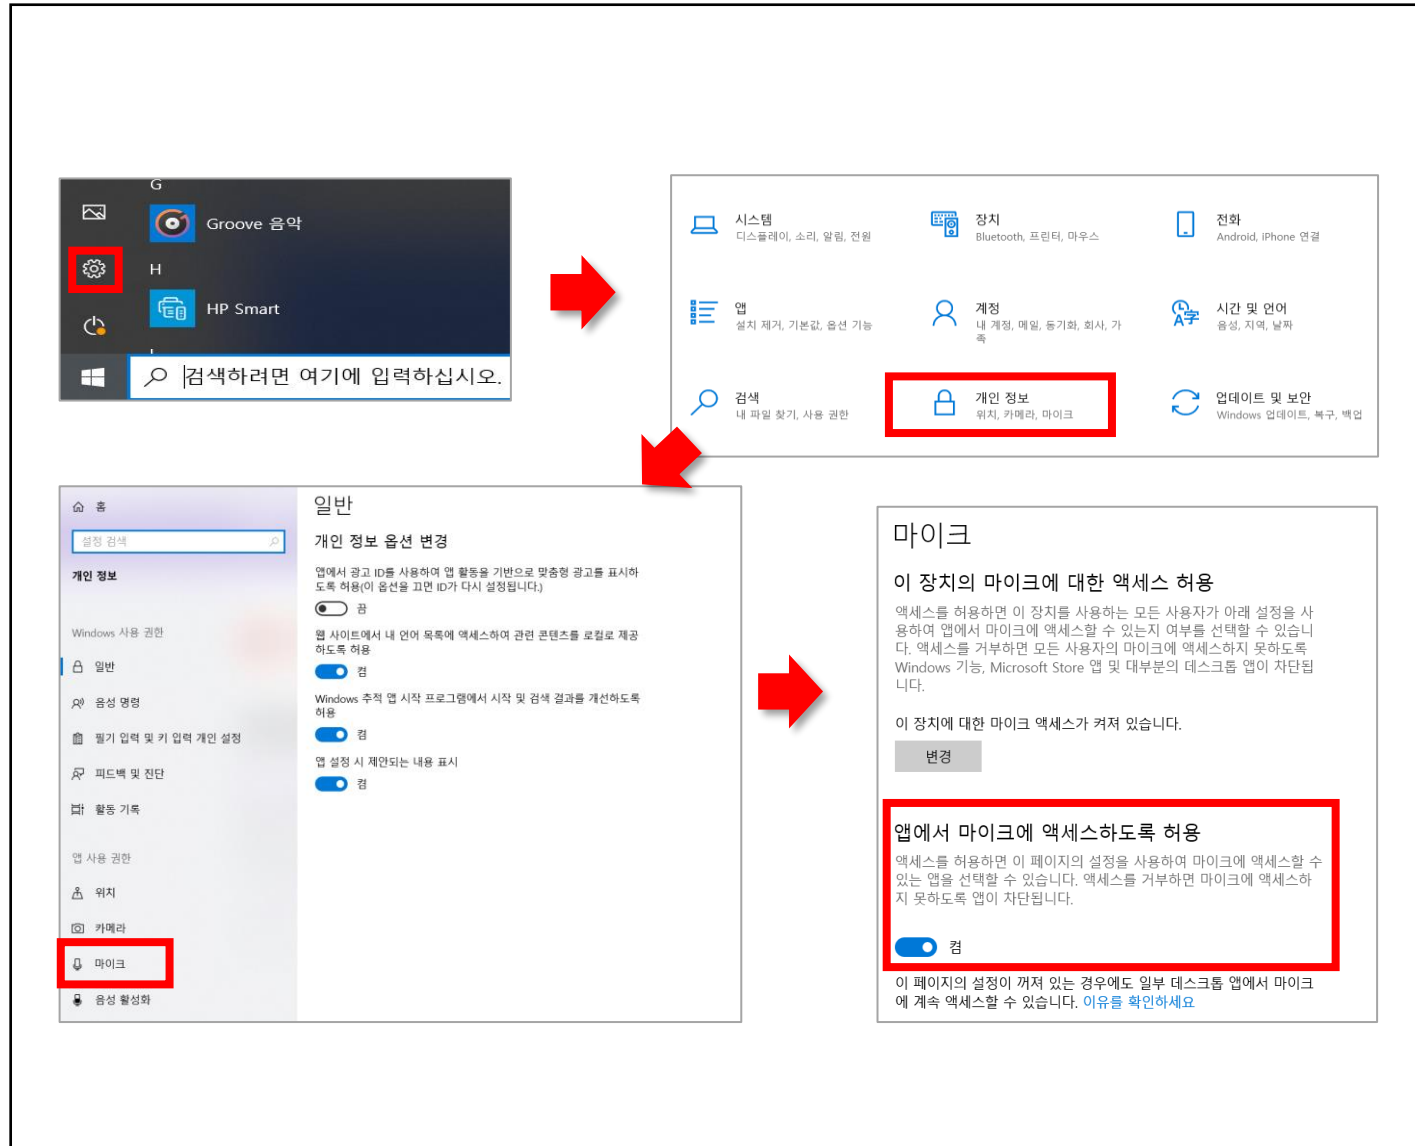 G
Groove 음악
H
HP Smart
검색하려면 여기에 입력하십시오.
시스템
디스플레이, 소리, 알림, 전원
장치
Bluetooth, 프린터, 마우스
전화
Android, iPhone 연결
앱
설치 제거, 기본값, 옵션 기능
계정
내 계정, 메일, 동기화, 회사, 가
족
시간 및 언어
음성, 지역, 날짜
검색
내 파일 찾기, 사용 권한
개인 정보
위치, 카메라, 마이크
업데이트 및 보안
Windows 업데이트, 복구, 백업
홈
설정 검색
개인 정보
Windows 사용 권한
일반
음성 명령
필기 입력 및 키 입력 개인 설정
피드백 및 진단
활동 기록
앱 사용 권한
위치
카메라
마이크
음성 활성화
일반
개인 정보 옵션 변경
앱에서 광고 ID를 사용하여 앱 활동을 기반으로 맞춤형 광고를 표시하
도록 허용(이 옵션을 끄면 ID가 다시 설정됩니다.)
끔
웹 사이트에서 내 언어 목록에 액세스하여 관련 콘텐츠를 로컬로 제공
하도록 허용
켬
Windows 추적 앱 시작 프로그램에서 시작 및 검색 결과를 개선하도록
허용
켬
앱 설정 시 제안되는 내용 표시
켬
마이크
이 장치의 마이크에 대한 액세스 허용
액세스를 허용하면 이 장치를 사용하는 모든 사용자가 아래 설정을 사
용하여 앱에서 마이크에 액세스할 수 있는지 여부를 선택할 수 있습니
다. 액세스를 거부하면 모든 사용자의 마이크에 액세스하지 못하도록
Windows 기능, Microsoft Store 앱 및 대부분의 데스크톱 앱이 차단됩
니다.
이 장치에 대한 마이크 액세스가 켜져 있습니다.
변경
앱에서 마이크에 액세스하도록 허용
액세스를 허용하면 이 페이지의 설정을 사용하여 마이크에 액세스할 수
있는 앱을 선택할 수 있습니다. 액세스를 거부하면 마이크에 액세스하
지 못하도록 앱이 차단됩니다.
켬
이 페이지의 설정이 꺼져 있는 경우에도 일부 데스크톱 앱에서 마이크
에 계속 액세스할 수 있습니다. 이유를 확인하세요